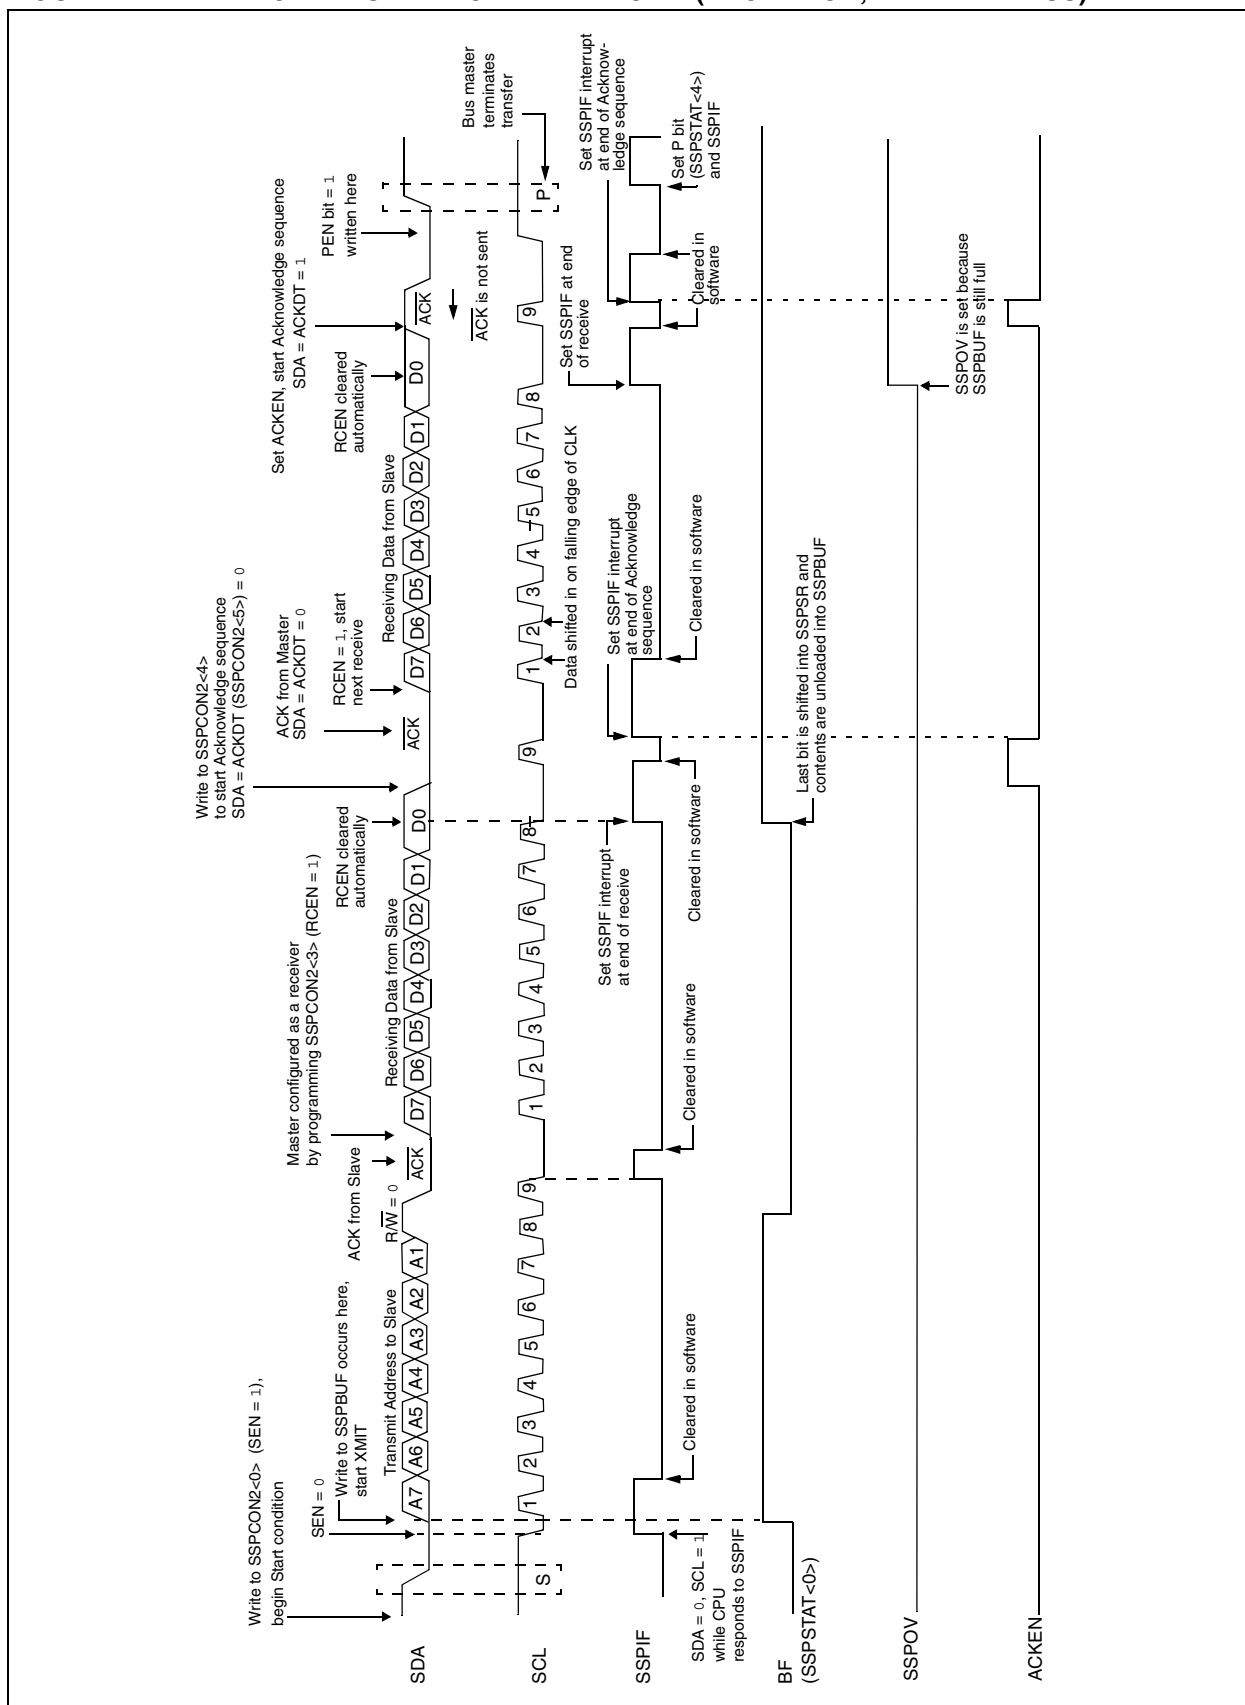 Write to SSPCON2<0> (SEN = 1),
begin Start condition
SEN = 0
Write to SSPBUF occurs here,
start XMIT
Transmit Address to Slave
R/W = 0
ACK from Slave
Master configured as a receiver
by programming SSPCON2<3> (RCEN = 1)
Receiving Data from Slave
RCEN cleared
automatically
Write to SSPCON2<4>
to start Acknowledge sequence
SDA = ACKDT (SSPCON2<5>) = 0
ACK from Master
SDA = ACKDT = 0
RCEN = 1, start
next receive
Receiving Data from Slave
RCEN cleared
automatically
Set ACKEN, start Acknowledge sequence
SDA = ACKDT = 1
PEN bit = 1
written here
SDA
A7 A6 A5 A4 A3 A2 A1 ACK D7 D6 D5 D4 D3 D2 D1 D0 ACK D7 D6 D5 D4 D3 D2 D1 D0 ACK
ACK is not sent
Bus master
terminates
transfer
SCL
S 1 2 3 4 5 6 7 8 9 1 2 3 4 5 6 7 8 9 1 2 3 4 5 6 7 8 9 P
Data shifted in on falling edge of CLK
Set SSPIF interrupt
at end of receive
Set SSPIF interrupt
at end of Acknowledge
sequence
Set SSPIF at end
of receive
Set SSPIF interrupt
at end of Acknow-
ledge sequence
SSPIF
SDA = 0, SCL = 1
while CPU
responds to SSPIF
Cleared in software
Cleared in software
Cleared in software
Cleared in software
Cleared in
software
Set P bit
(SSPSTAT<4>)
and SSPIF
BF
(SSPSTAT<0>)
Last bit is shifted into SSPSR and
contents are unloaded into SSPBUF
SSPOV
SSPOV is set because
SSPBUF is still full
ACKEN